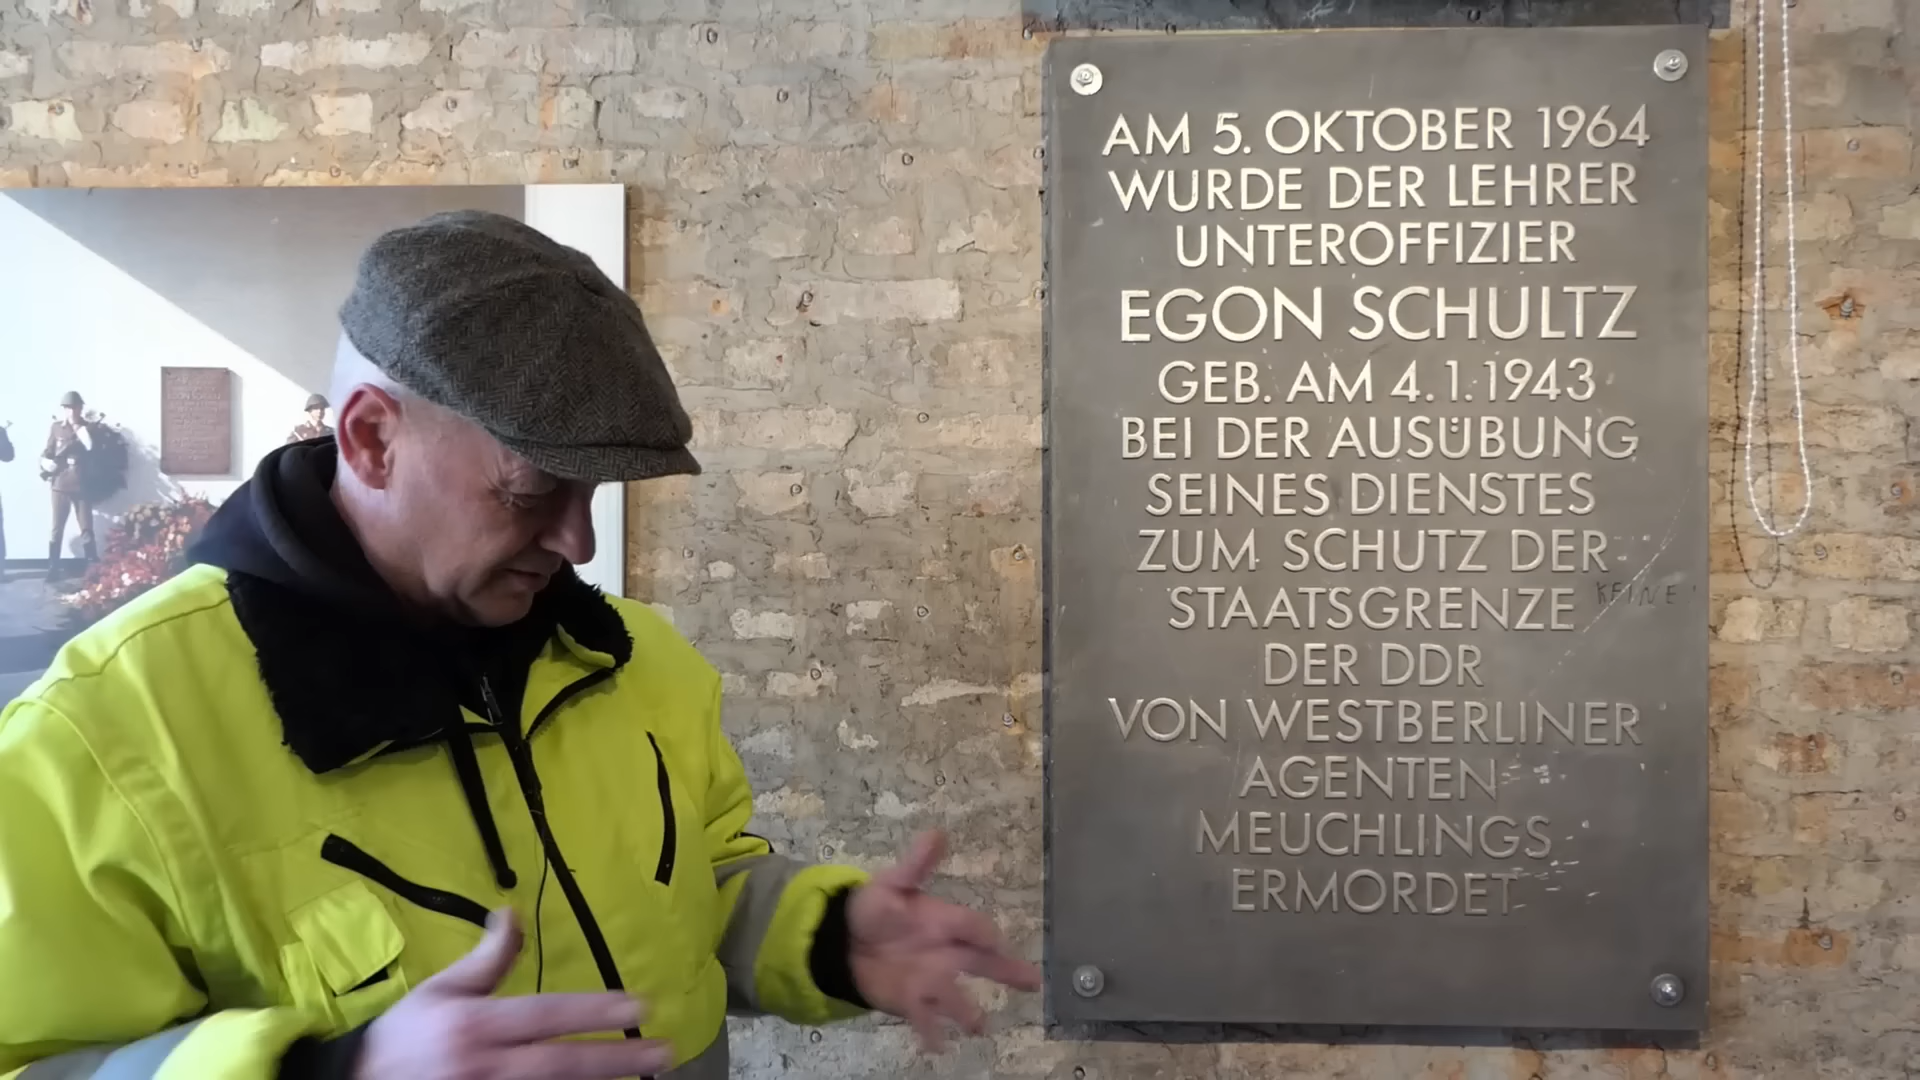 AM 5. OKTOBER 1964
WURDE DER LEHRER
UNTEROFFIZIER
EGON SCHULTZ
GEB. AM 4.1.1943
BEI DER AUSÜBUNG
SEINES DIENSTES
ZUM SCHUTZ DER
STAATSGRENZE KEINE
DER DDR
VON WESTBERLINER
AGENTEN
MEUCHLINGS
ERMORDET